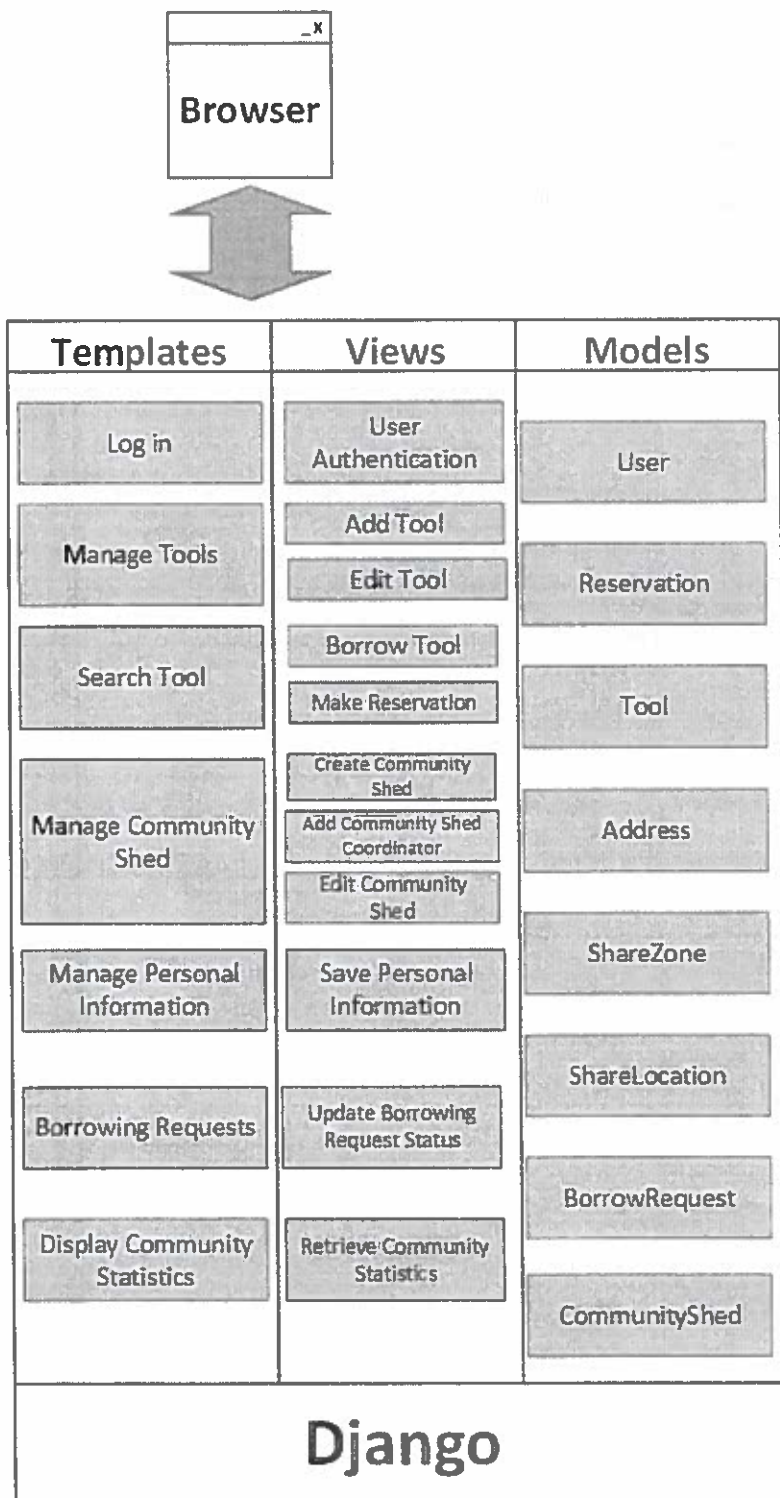 _x
Browser
Templates
Views
Models
Log in
Manage Tools
Search Tool
Manage Community
Shed
Manage Personal
Information
Borrowing Requests
Display Community
Statistics
User
Authentication
Add Tool
Edit Tool
Borrow Tool
Make Reservation
Create Community
Shed
Add Community Shed
Coordinator
Edit Community
Shed
Save Personal
Information
Update Borrowing
Request Status
Retrieve Community
Statistics
User
Reservation
Tool
Address
ShareZone
ShareLocation
BorrowRequest
CommunityShed
Django